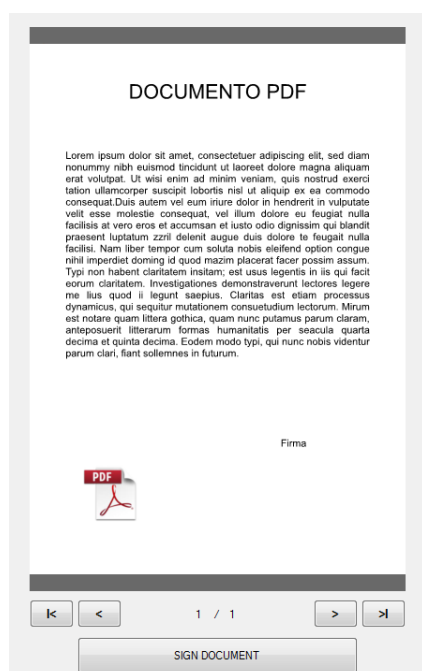 DOCUMENTO PDF
Lorem ipsum dolor sit amet, consectetuer adipiscing elit, sed diam
nonummy nibh euismod tincidunt ut laoreet dolore magna aliquam
erat volutpat. Ut wisi enim ad minim veniam, quis nostrud exerci
tation ullamcorper suscipit lobortis nisl ut aliquip ex ea commodo
consequat.Duis autem vel eum iriure dolor in hendrerit in vulputate
velit esse molestie consequat, vel illum dolore eu feugiat nulla
facilisis at vero eros et accumsan et iusto odio dignissim qui blandit
praesent luptatum zzril delenit augue duis dolore te feugait nulla
facilisi. Nam liber tempor cum soluta nobis eleifend option congue
nihil imperdiet doming id quod mazim placerat facer possim assum.
Typi non habent claritatem insitam; est usus legentis in iis qui facit
eorum claritatem. Investigationes demonstraverunt lectores legere
me lius quod ii legunt saepius. Claritas est etiam processus
dynamicus, qui sequitur mutationem consuetudium lectorum. Mirum
est notare quam littera gothica, quam nunc putamus parum claram,
anteposuerit litterarum formas humanitatis per seacula quarta
decima et quinta decima. Eodem modo typi, qui nunc nobis videntur
parum clari, fiant sollemnes in futurum.
Firma
PDF
|< < 1 / 1 > >|
SIGN DOCUMENT